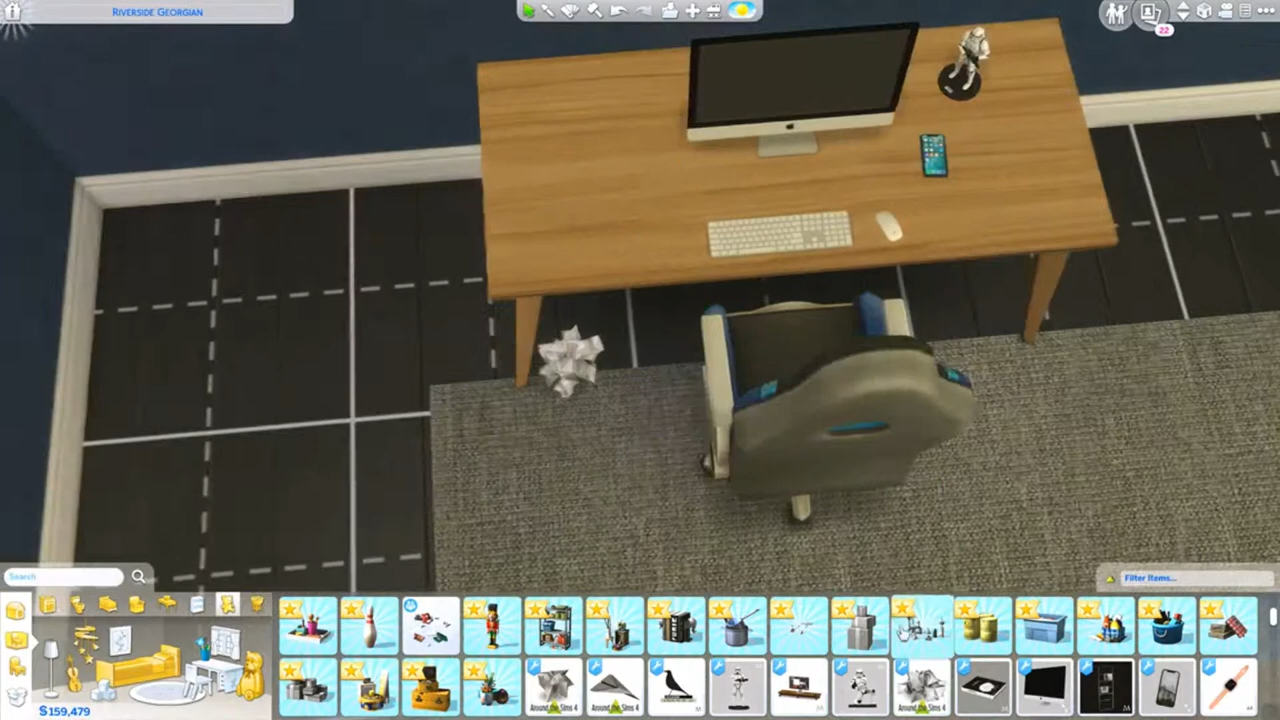 Riverside Georgian
22
Search
Filter Items...
Around the Sims 4
Around the Sims 4
Around the Sims 4
$159,479